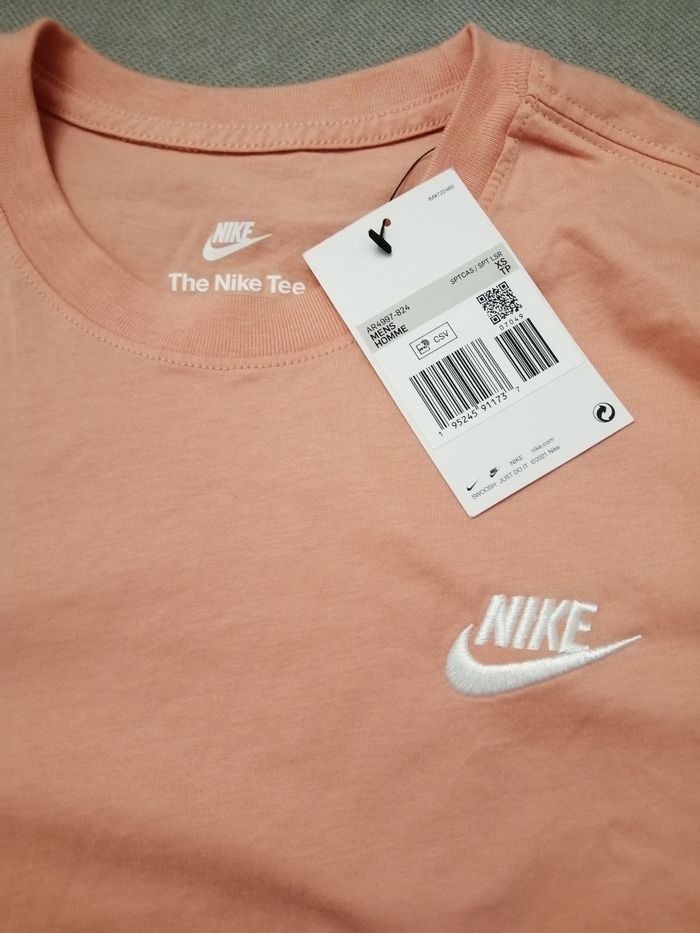 NIKE
The Nike Tee
BAK722460
SPTCAS / SPT LSR
AR4997-824
XS
MENS
TP
HOMME
CSV
07049
1 95245 91173 7
NIKE nike.com
SWOOSH JUST DO IT ©2021 Nike
NIKE